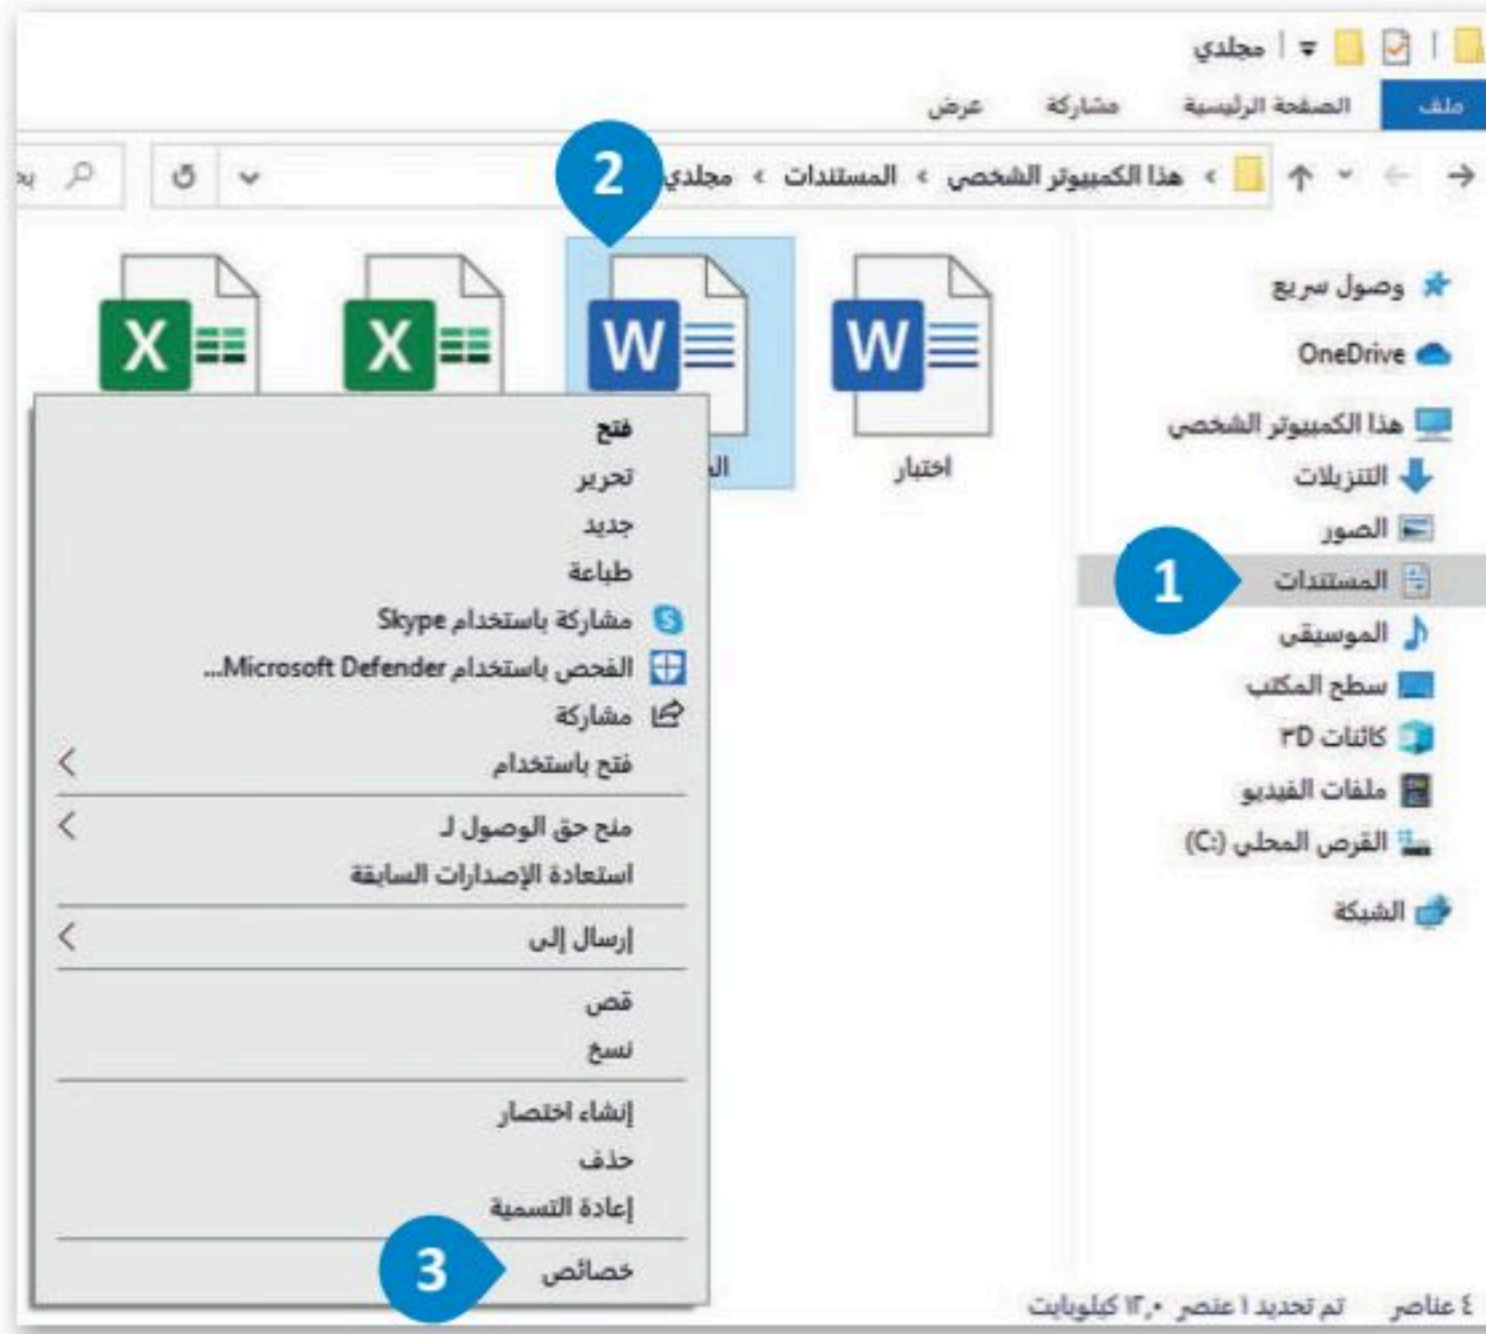 مجلدي
ملف الصفحة الرئيسية مشاركة عرض
هذا الكمبيوتر الشخصي › المستندات › مجلدي
2
وصول سريع
OneDrive
هذا الكمبيوتر الشخصي
التنزيلات
الصور
المستندات
1
الموسيقى
سطح المكتب
كائنات ٣D
ملفات الفيديو
القرص المحلي (C:)
الشبكة
اختبار
فتح
تحرير
جديد
طباعة
مشاركة باستخدام Skype
الفحص باستخدام Microsoft Defender...
مشاركة
فتح باستخدام
منح حق الوصول لـ
استعادة الإصدارات السابقة
إرسال إلى
قص
نسخ
إنشاء اختصار
حذف
إعادة التسمية
خصائص
3
٤ عناصر تم تحديد ١ عنصر ١٢,٠ كيلوبايت